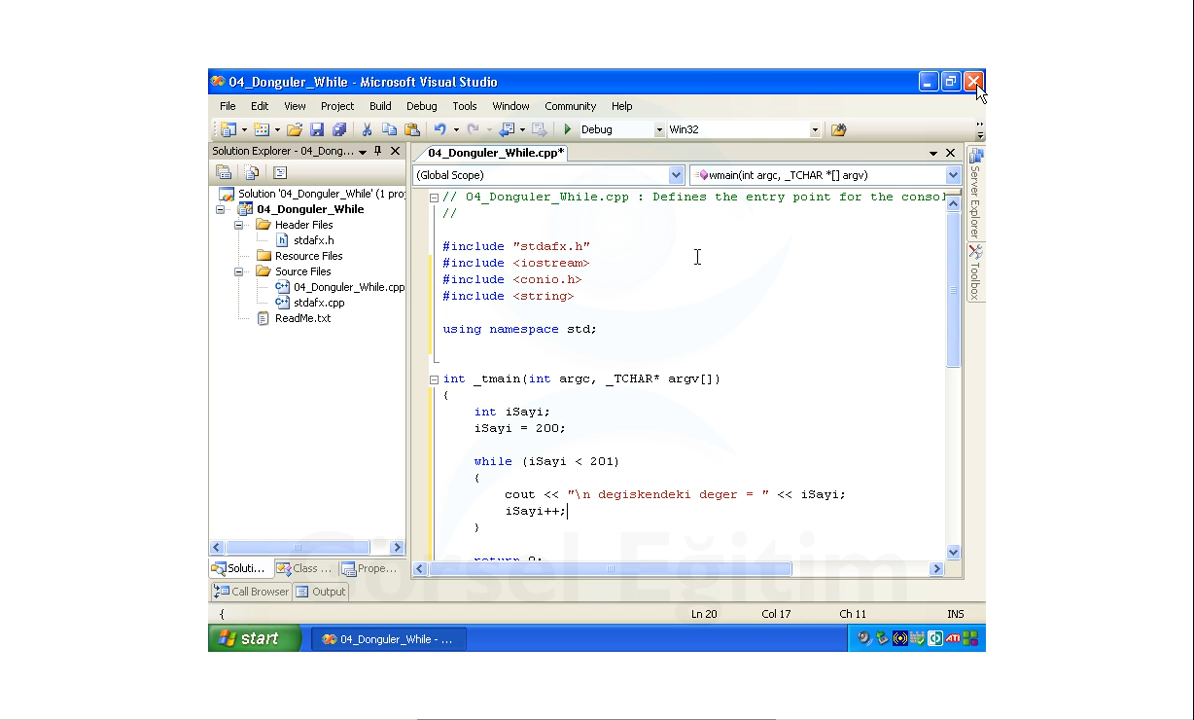 04_Donguler_While - Microsoft Visual Studio
File Edit View Project Build Debug Tools Window Community Help
Debug Win32
Solution Explorer - 04_Dong...
04_Donguler_While.cpp*
(Global Scope) wmain(int argc, _TCHAR *[] argv)
Solution '04_Donguler_While' (1 pro
04_Donguler_While
Header Files
stdafx.h
Resource Files
Source Files
04_Donguler_While.cpp
stdafx.cpp
ReadMe.txt
// 04_Donguler_While.cpp : Defines the entry point for the consol
//
#include "stdafx.h"
#include <iostream>
#include <conio.h>
#include <string>
using namespace std;
int _tmain(int argc, _TCHAR* argv[])
{
int iSayi;
iSayi = 200;
while (iSayi < 201)
{
cout << "\n degiskendeki deger = " << iSayi;
iSayi++;
}
return 0;
Server Explorer
Toolbox
Soluti... Class ... Prope...
Call Browser Output
Görsel Eğitim
{ Ln 20 Col 17 Ch 11 INS
start 04_Donguler_While - ... ATI